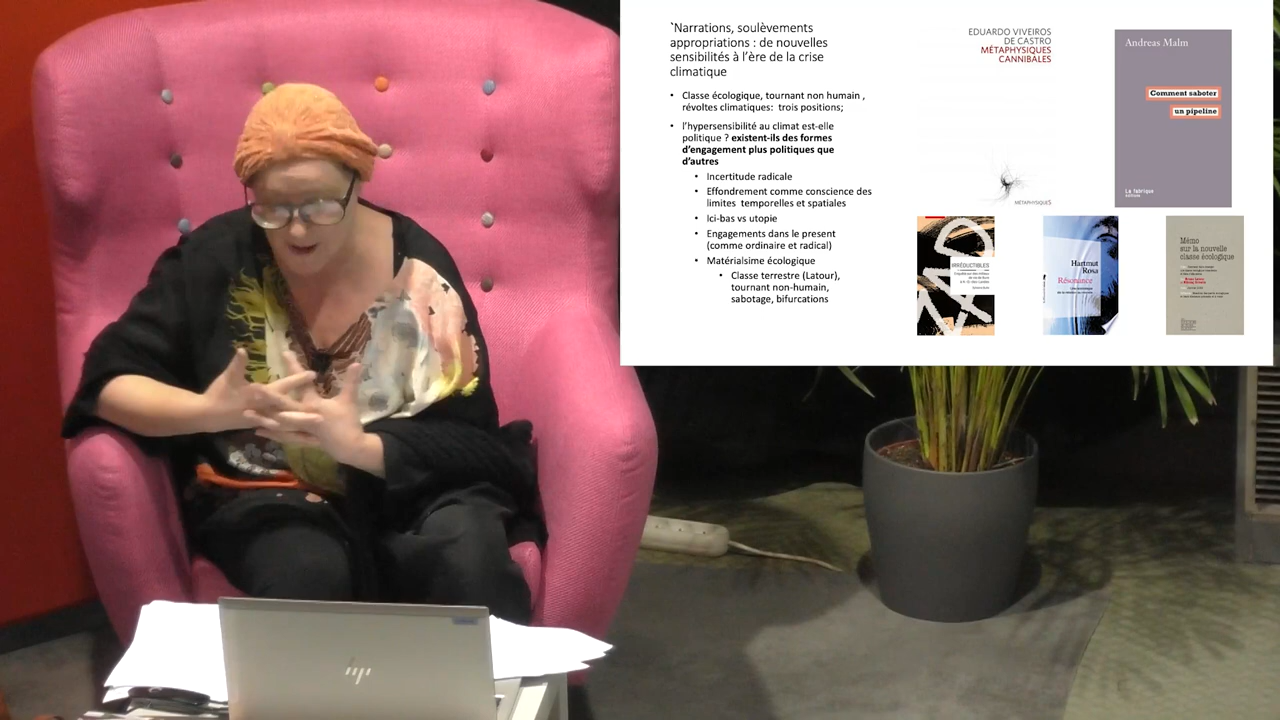 `Narrations, soulèvements
appropriations : de nouvelles
sensibilités à l'ère de la crise
climatique
• Classe écologique, tournant non humain ,
révoltes climatiques: trois positions;
• l'hypersensibilité au climat est-elle
politique ? existent-ils des formes
d'engagement plus politiques que
d'autres
• Incertitude radicale
• Effondrement comme conscience des
limites temporelles et spatiales
• Ici-bas vs utopie
• Engagements dans le present
(comme ordinaire et radical)
• Matérialsime écologique
• Classe terrestre (Latour),
tournant non-humain,
sabotage, bifurcations
EDUARDO VIVEIROS
DE CASTRO
MÉTAPHYSIQUES
CANNIBALES
MÉTAPHYSIQUES
Andreas Malm
Comment saboter
un pipeline
La fabrique
éditions
ZAD
IRRÉDUCTIBLES
Hartmut
Rosa
Résonance
Mémo
sur la nouvelle
classe écologique
hp